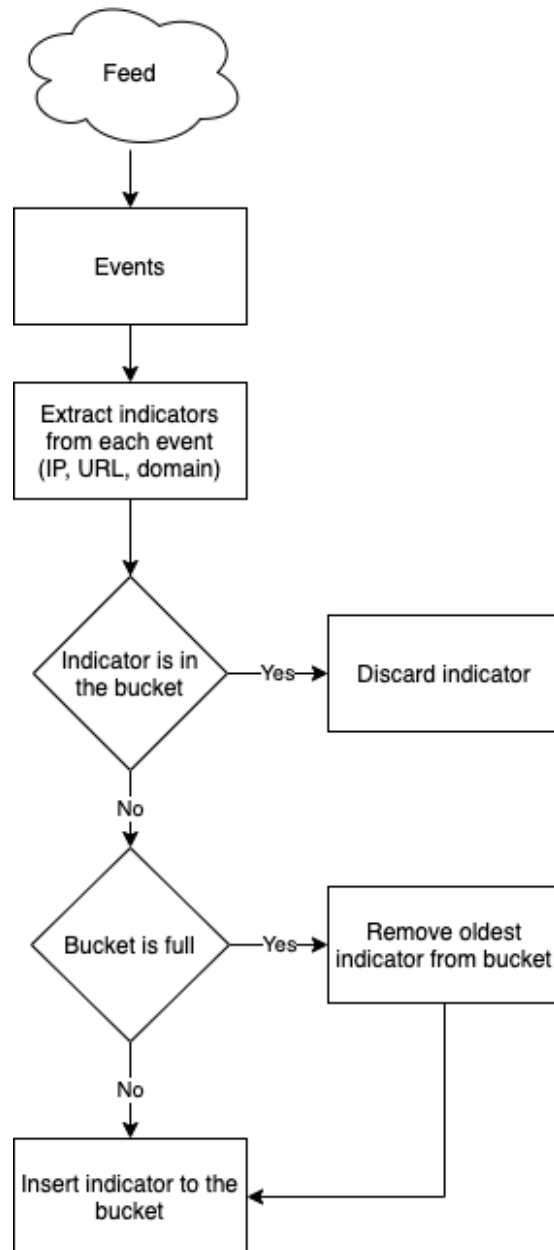 Feed
Events
Extract indicators
from each event
(IP, URL, domain)
Indicator is in
the bucket
Yes
Discard indicator
No
Bucket is full
Yes
Remove oldest
indicator from bucket
No
Insert indicator to the
bucket